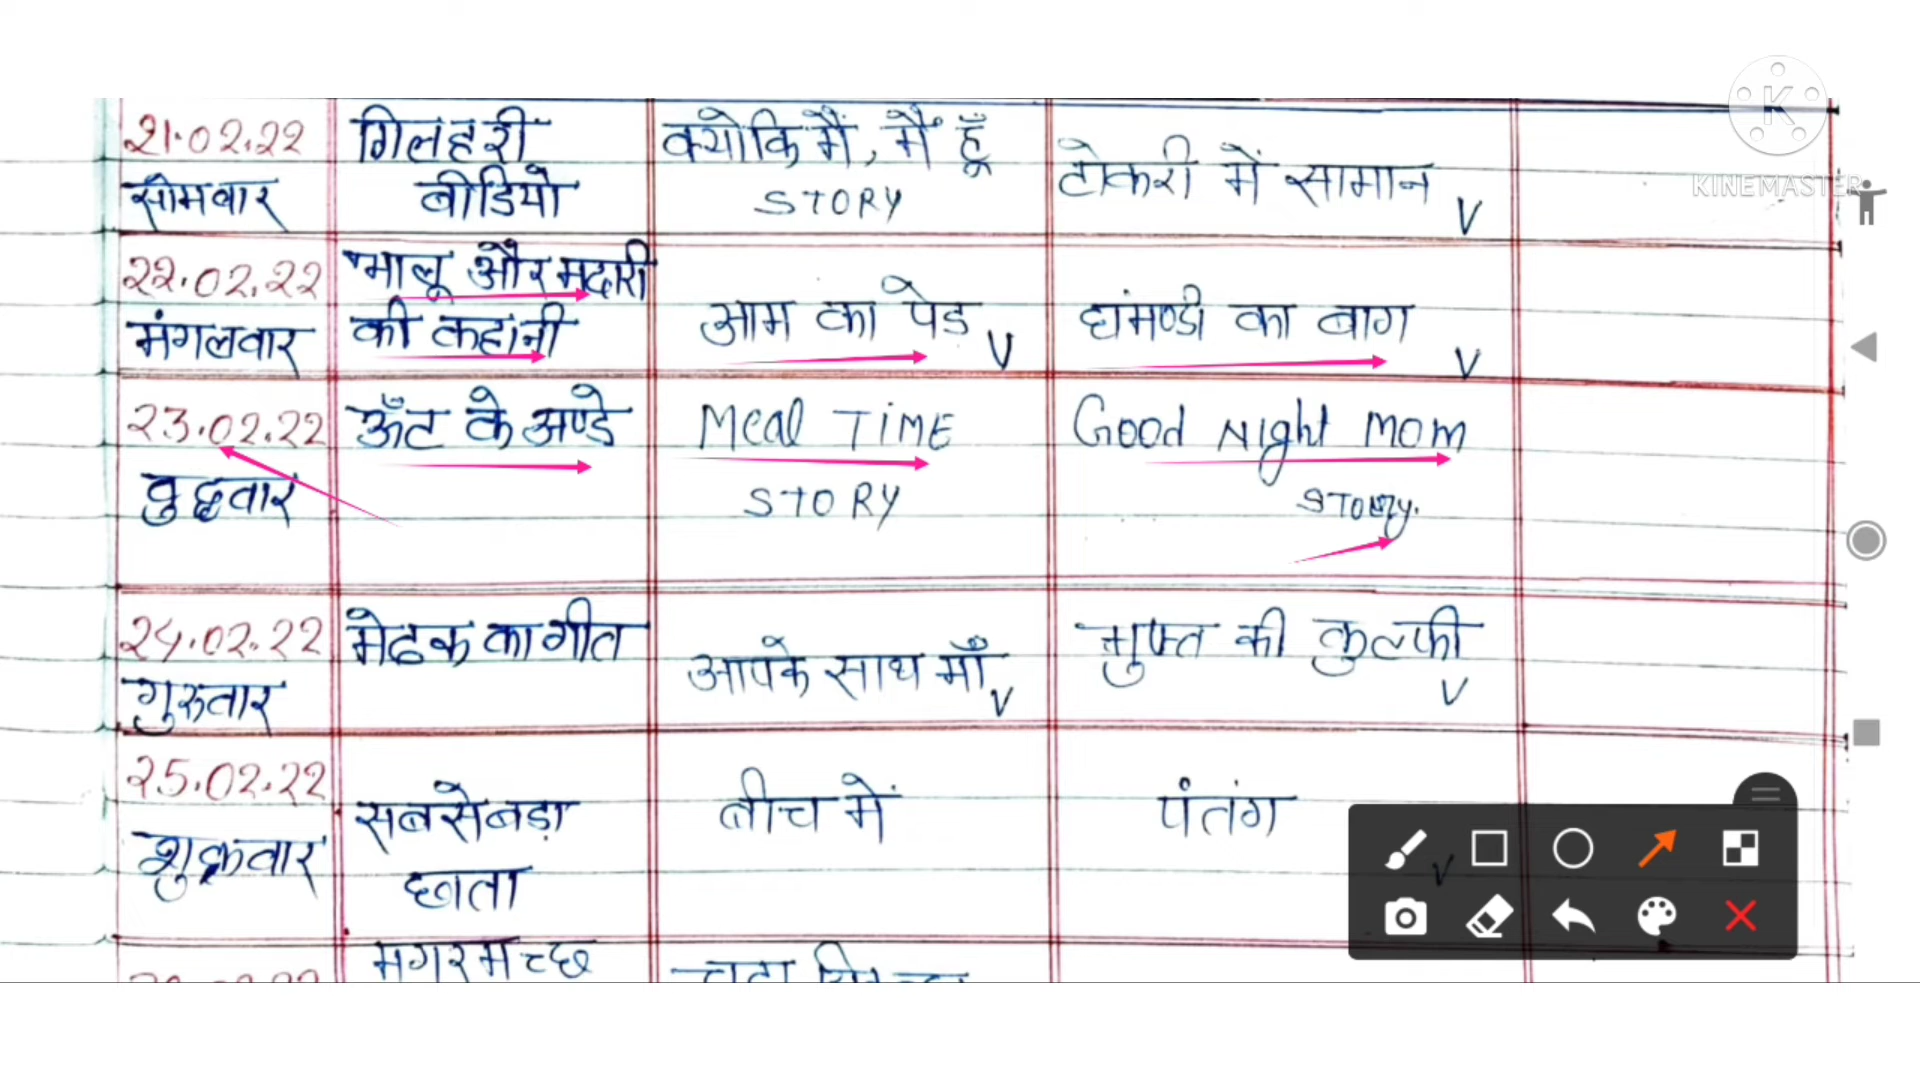 21.02.22 गिलहरी क्योकि मैं, मैं हूँ
सोमवार वीडियो STORY टोकरी में सामान V
KINEMASTER
22.02.22 भालू और मदारी
मंगलवार की कहानी आम का पेड V घंमण्डी का बाग V
23.02.22 ऊँट के अण्डे Meal TiME Good Night MOM
वुद्धवार STORY STORY.
24.02.22 मेढक का गीत आपके साथ माँ V मुफ्त की कुल्फी V
गुरुवार
25.02.22 सबसे बड़ा बीच में पंतंग V
शुक्रवार छाता
मगरमच्छ